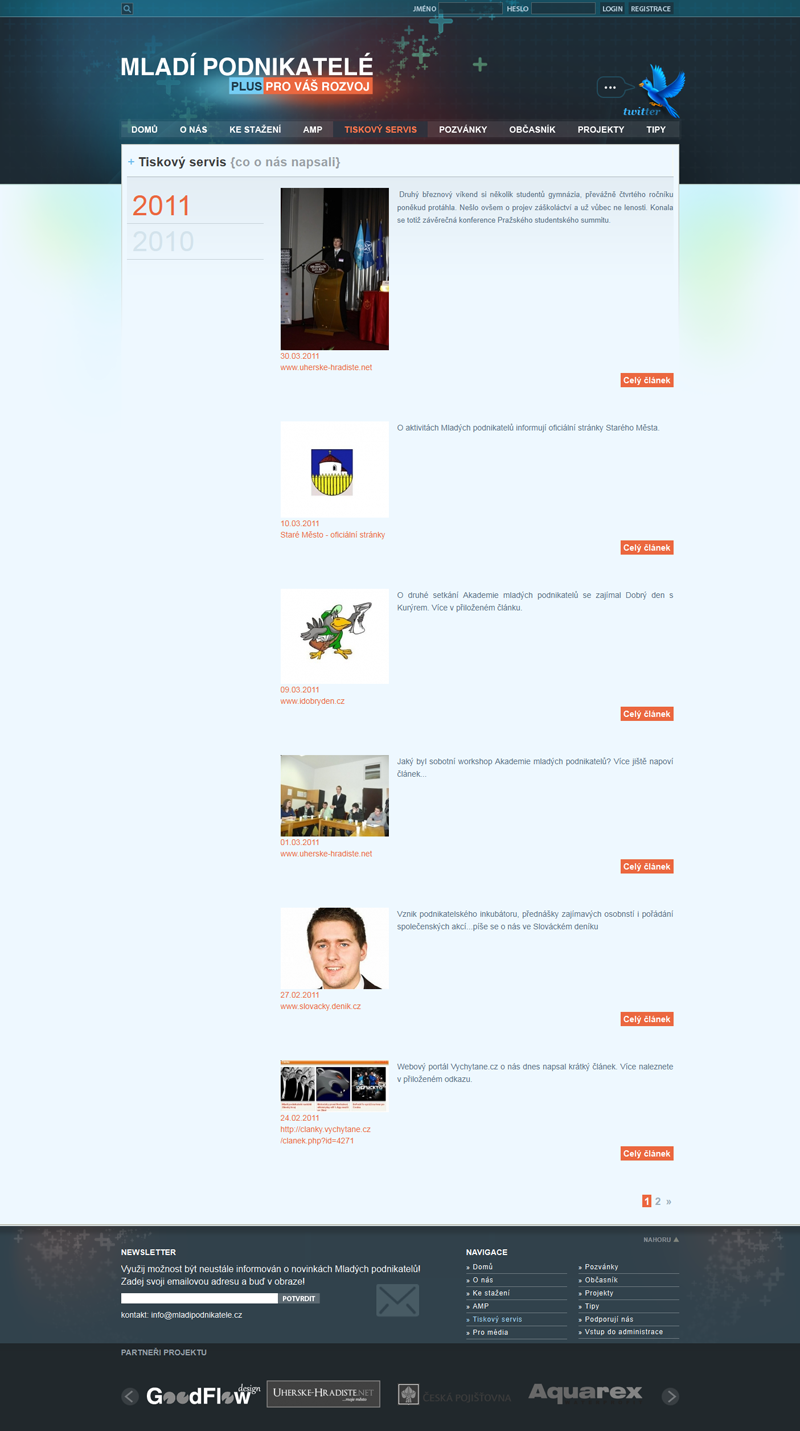 JMÉNO HESLO LOGIN REGISTRACE
MLADÍ PODNIKATELÉ
PLUS PRO VÁŠ ROZVOJ
twitter
DOMŮ O NÁS KE STAŽENÍ AMP TISKOVÝ SERVIS POZVÁNKY OBČASNÍK PROJEKTY TIPY
+ Tiskový servis {co o nás napsali}
2011
2010
Druhý březnový víkend si několik studentů gymnázia, převážně čtvrtého ročníku
poněkud protáhla. Nešlo ovšem o projev záškoláctví a už vůbec ne lenosti. Konala
se totiž závěrečná konference Pražského studentského summitu.
30.03.2011
www.uherske-hradiste.net
Celý článek
O aktivitách Mladých podnikatelů informují oficiální stránky Starého Města.
10.03.2011
Staré Město - oficiální stránky
Celý článek
O druhé setkání Akademie mladých podnikatelů se zajímal Dobrý den s
Kurýrem. Více v přiloženém článku.
09.03.2011
www.idobryden.cz
Celý článek
Jaký byl sobotní workshop Akademie mladých podnikatelů? Více jiště napoví
článek...
01.03.2011
www.uherske-hradiste.net
Celý článek
Vznik podnikatelského inkubátoru, přednášky zajímavých osobnstí i pořádání
společenských akcí...píše se o nás ve Slováckém deníku
27.02.2011
www.slovacky.denik.cz
Celý článek
Webový portál Vychytane.cz o nás dnes napsal krátký článek. Více naleznete
v přiloženém odkazu.
24.02.2011
http://clanky.vychytane.cz
/clanek.php?id=4271
Celý článek
1 2 »
NAHORU
NEWSLETTER
Využij možnost být neustále informován o novinkách Mladých podnikatelů!
Zadej svoji emailovou adresu a buď v obraze!
POTVRDIT
kontakt: info@mladipodnikatele.cz
NAVIGACE
» Domů
» O nás
» Ke stažení
» AMP
» Tiskový servis
» Pro média
» Pozvánky
» Občasník
» Projekty
» Tipy
» Podporují nás
» Vstup do administrace
PARTNEŘI PROJEKTU
GoodFlow design
UHERSKE-HRADISTE.NET
ČESKÁ POJIŠŤOVNA
Aquarex